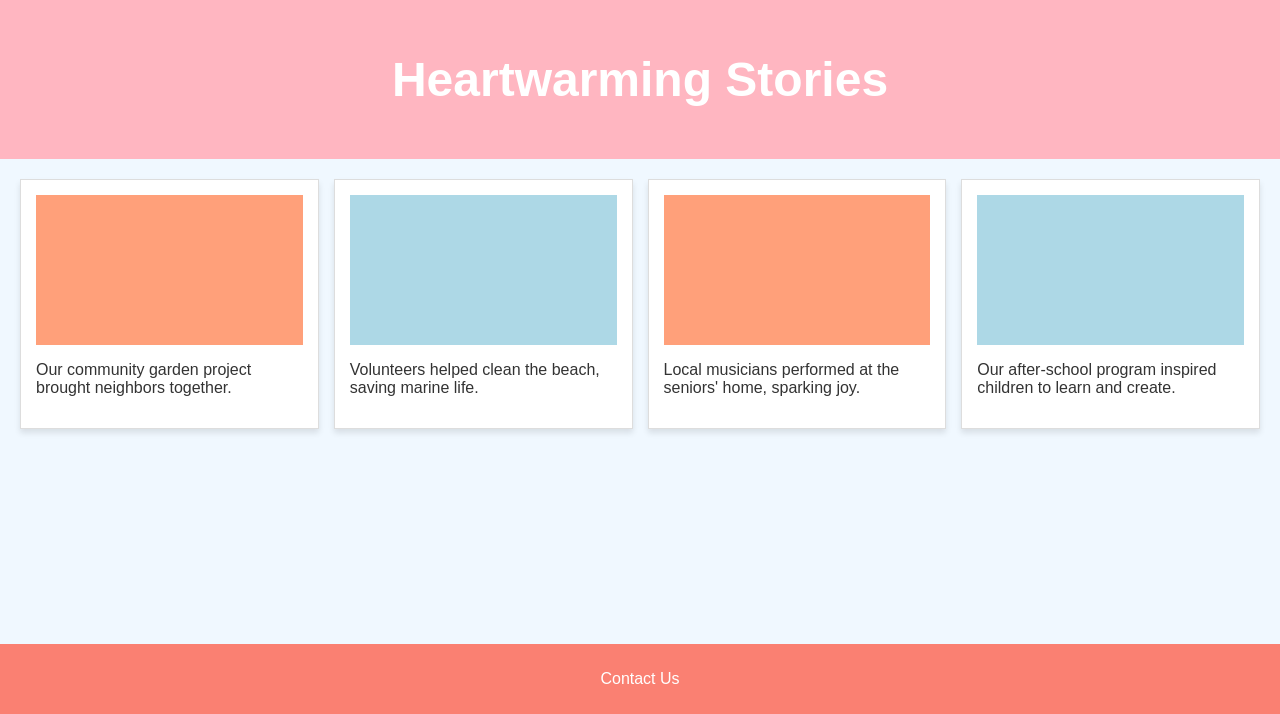 Heartwarming Stories
Our community garden project
brought neighbors together.
Volunteers helped clean the beach,
saving marine life.
Local musicians performed at the
seniors' home, sparking joy.
Our after-school program inspired
children to learn and create.
Contact Us